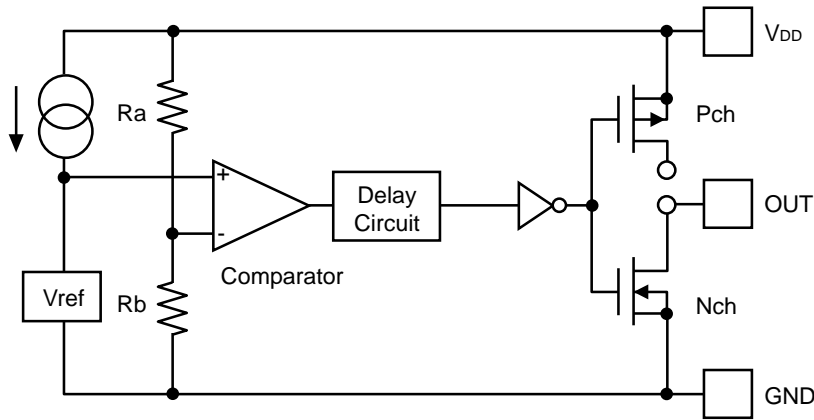 VDD
Ra
Pch
+
Delay
Circuit
OUT
-
Comparator
Vref
Rb
Nch
GND